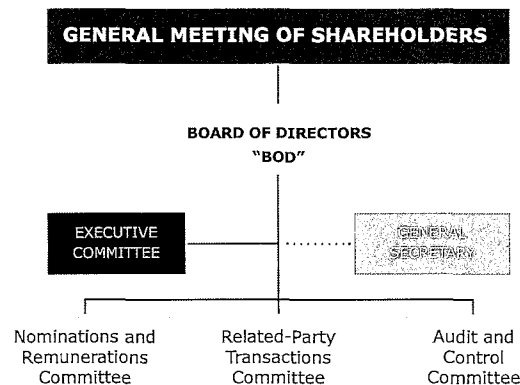 GENERAL MEETING OF SHAREHOLDERS
BOARD OF DIRECTORS
"BOD"
EXECUTIVE
COMMITTEE
GENERAL
SECRETARY
Nominations and
Remunerations
Committee
Related-Party
Transactions
Committee
Audit and
Control
Committee